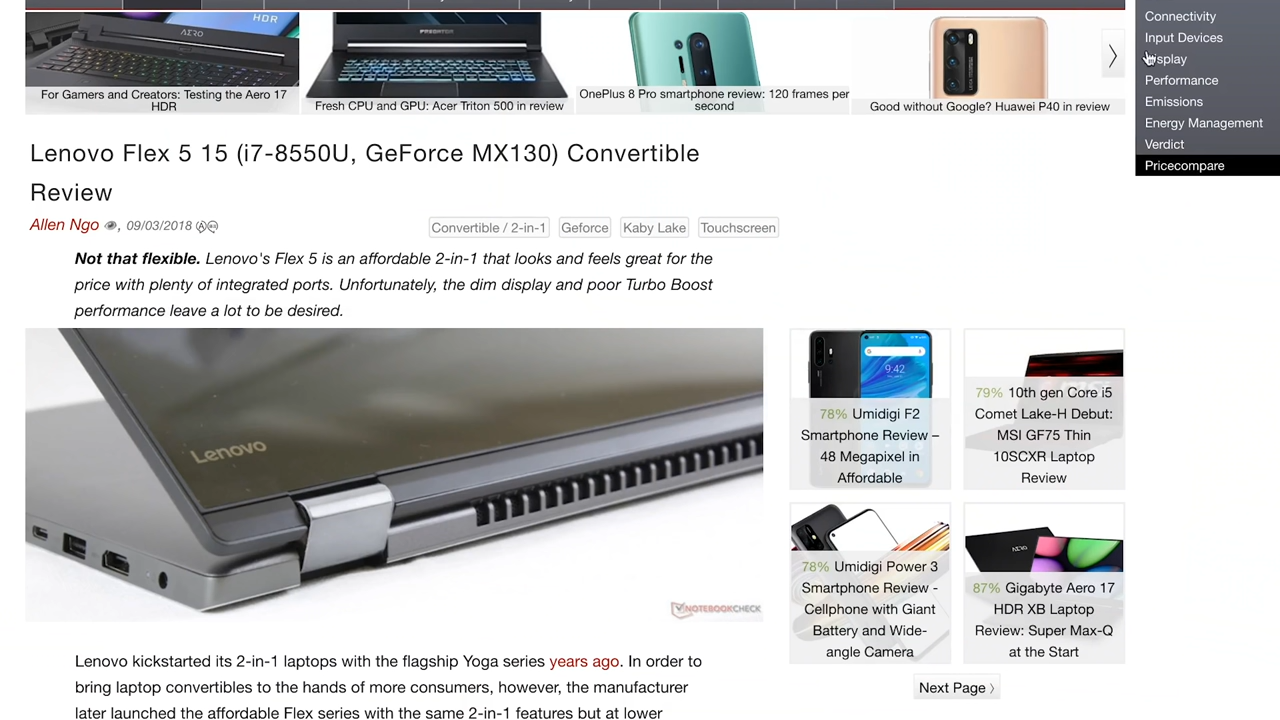 HDR
AERO
PREDATOR
For Gamers and Creators: Testing the Aero 17
HDR
Fresh CPU and GPU: Acer Triton 500 in review
OnePlus 8 Pro smartphone review: 120 frames per
second
Good without Google? Huawei P40 in review
Connectivity
Input Devices
Display
Performance
Emissions
Energy Management
Verdict
Pricecompare
Lenovo Flex 5 15 (i7-8550U, GeForce MX130) Convertible
Review
Allen Ngo , 09/03/2018
Convertible / 2-in-1
Geforce
Kaby Lake
Touchscreen
Not that flexible. Lenovo's Flex 5 is an affordable 2-in-1 that looks and feels great for the
price with plenty of integrated ports. Unfortunately, the dim display and poor Turbo Boost
performance leave a lot to be desired.
Lenovo
NOTEBOOKCHECK
9:42
78% Umidigi F2
Smartphone Review –
48 Megapixel in
Affordable
79% 10th gen Core i5
Comet Lake-H Debut:
MSI GF75 Thin
10SCXR Laptop
Review
78% Umidigi Power 3
Smartphone Review -
Cellphone with Giant
Battery and Wide-
angle Camera
AERO
87% Gigabyte Aero 17
HDR XB Laptop
Review: Super Max-Q
at the Start
Next Page
Lenovo kickstarted its 2-in-1 laptops with the flagship Yoga series years ago. In order to
bring laptop convertibles to the hands of more consumers, however, the manufacturer
later launched the affordable Flex series with the same 2-in-1 features but at lower